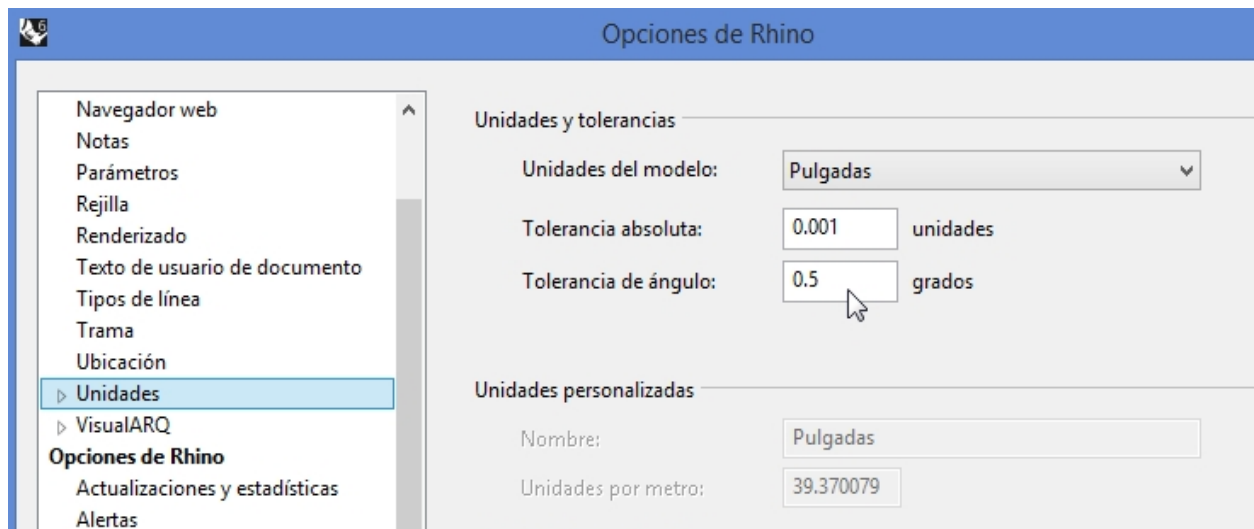 6
Opciones de Rhino
Navegador web
Notas
Parámetros
Rejilla
Renderizado
Texto de usuario de documento
Tipos de línea
Trama
Ubicación
Unidades
VisualARQ
Opciones de Rhino
Actualizaciones y estadísticas
Alertas
Unidades y tolerancias
Unidades del modelo: Pulgadas
Tolerancia absoluta: 0.001 unidades
Tolerancia de ángulo: 0.5 grados
Unidades personalizadas
Nombre: Pulgadas
Unidades por metro: 39.370079